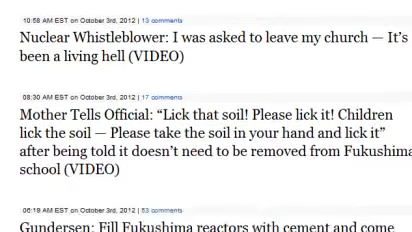 10:58 AM EST on October 3rd, 2012 | 13 comments
Nuclear Whistleblower: I was asked to leave my church — It's
been a living hell (VIDEO)
08:30 AM EST on October 3rd, 2012 | 17 comments
Mother Tells Official: “Lick that soil! Please lick it! Children
lick the soil — Please take the soil in your hand and lick it”
after being told it doesn't need to be removed from Fukushima
school (VIDEO)
06:19 AM EST on October 3rd, 2012 | 53 comments
Gundersen: Fill Fukushima reactors with cement and come